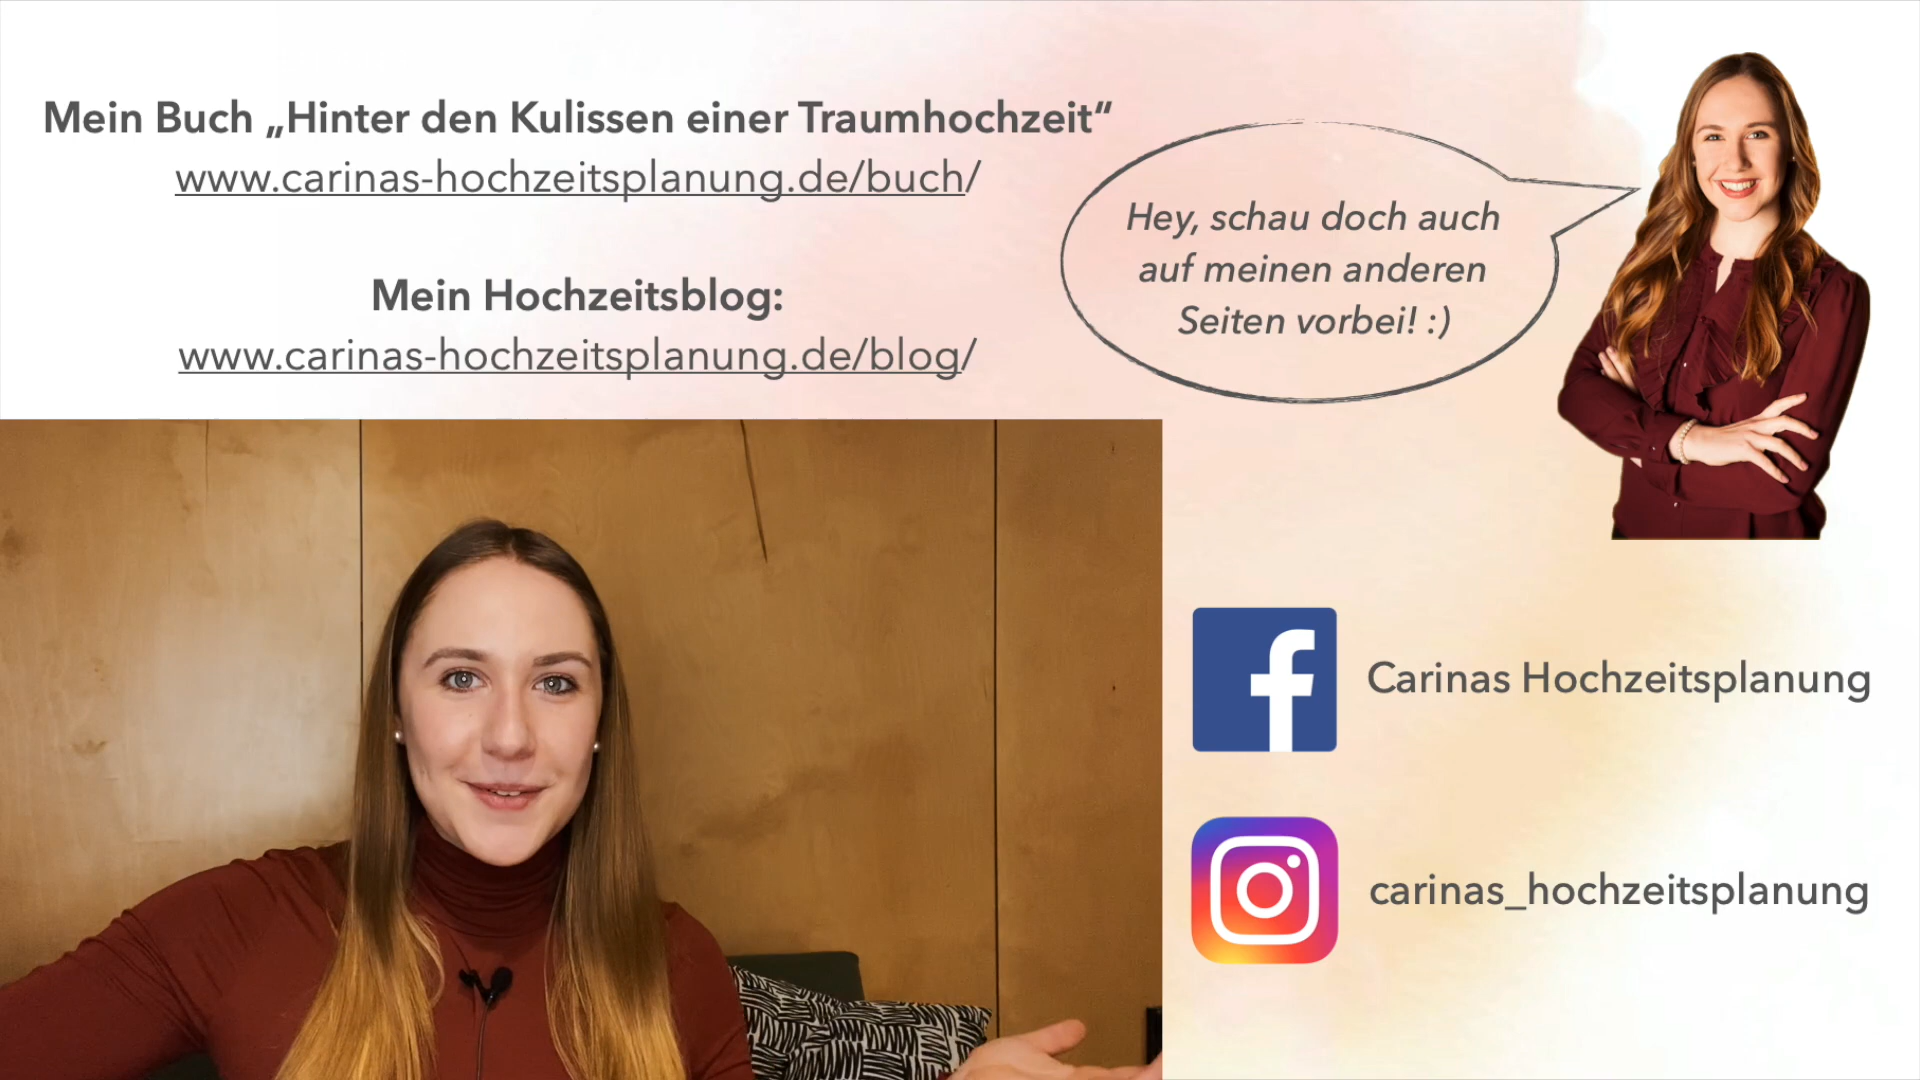 Mein Buch „Hinter den Kulissen einer Traumhochzeit“
www.carinas-hochzeitsplanung.de/buch/
Mein Hochzeitsblog:
www.carinas-hochzeitsplanung.de/blog/
Hey, schau doch auch
auf meinen anderen
Seiten vorbei! :)
Carinas Hochzeitsplanung
carinas_hochzeitsplanung